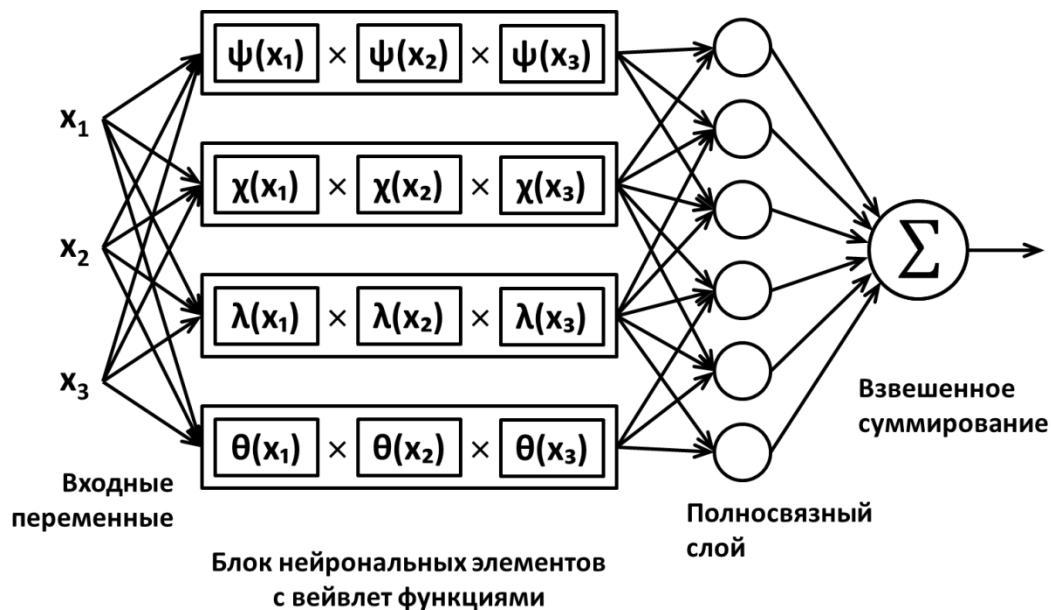 ψ(x₁) × ψ(x₂) × ψ(x₃)
x₁
χ(x₁) × χ(x₂) × χ(x₃)
x₂
Σ
λ(x₁) × λ(x₂) × λ(x₃)
x₃
θ(x₁) × θ(x₂) × θ(x₃)
Входные
переменные
Блок нейрональных элементов
с вейвлет функциями
Полносвязный
слой
Взвешенное
суммирование